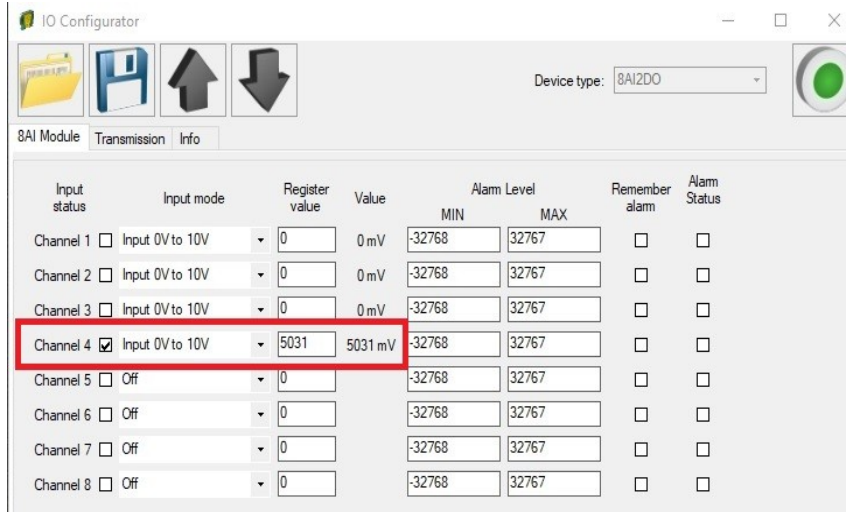 IO Configurator
Device type: 8AI2DO
8AI Module Transmission Info
Input status Input mode Register value Value Alarm Level MIN MAX Remember alarm Alarm Status
Channel 1 Input 0V to 10V 0 0 mV -32768 32767
Channel 2 Input 0V to 10V 0 0 mV -32768 32767
Channel 3 Input 0V to 10V 0 0 mV -32768 32767
Channel 4 Input 0V to 10V 5031 5031 mV -32768 32767
Channel 5 Off 0 -32768 32767
Channel 6 Off 0 -32768 32767
Channel 7 Off 0 -32768 32767
Channel 8 Off 0 -32768 32767